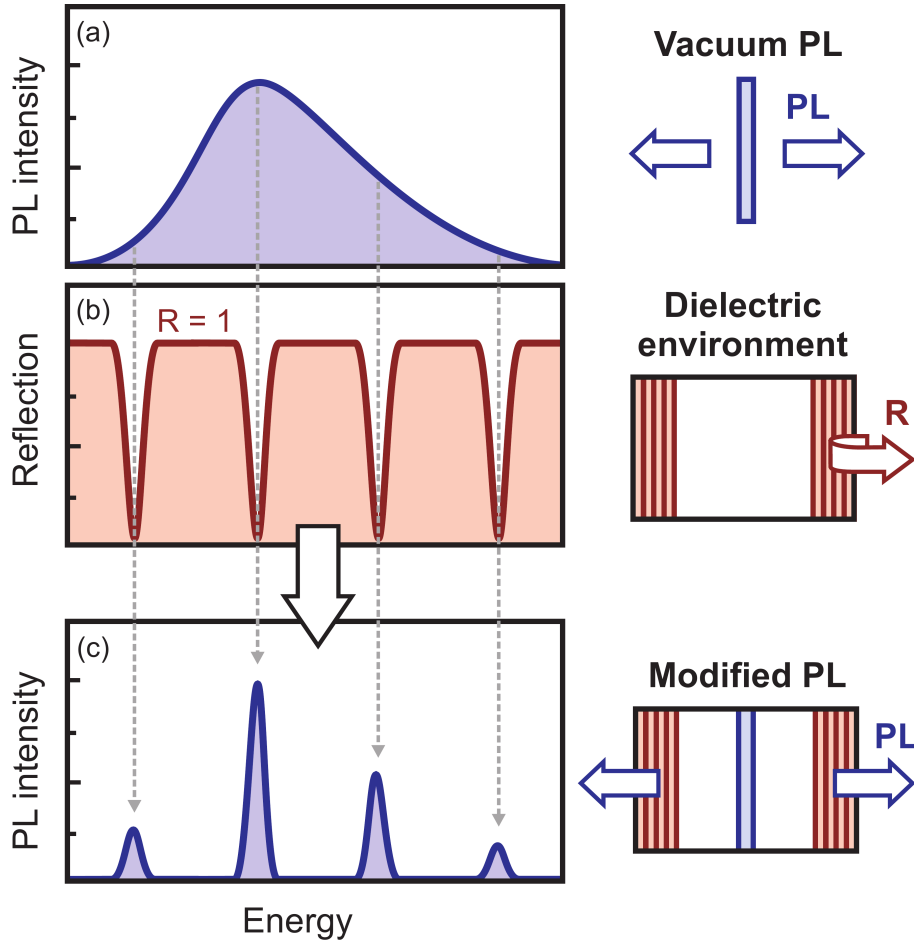 (a)
PL intensity
Vacuum PL
PL
(b)
R = 1
Reflection
Dielectric
environment
R
(c)
PL intensity
Modified PL
PL
Energy